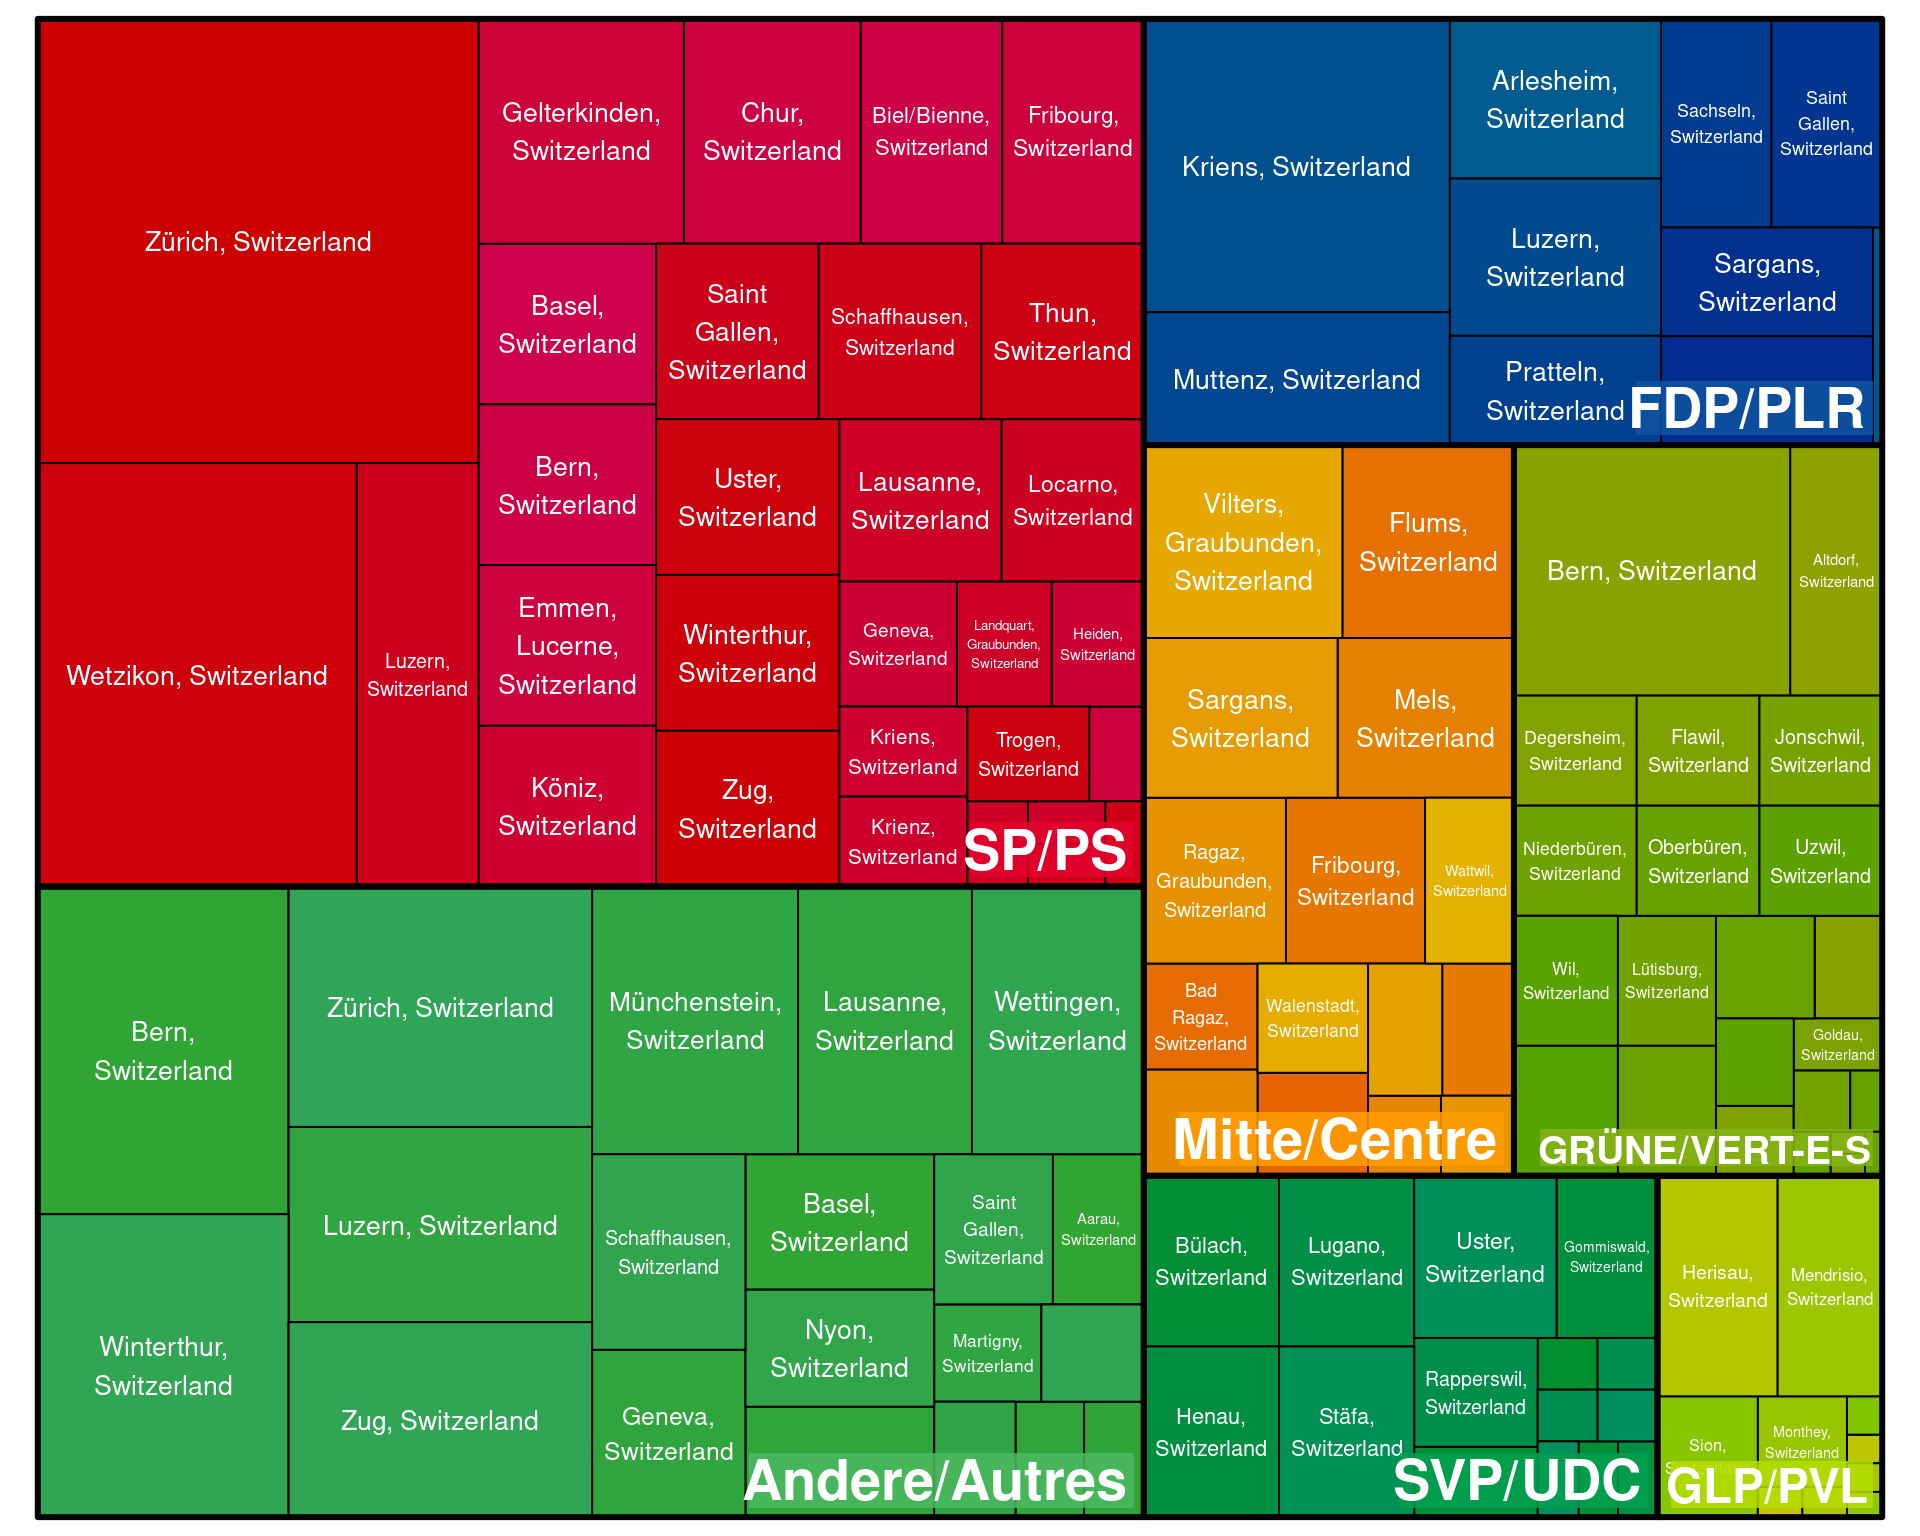 Zürich, Switzerland
Wetzikon, Switzerland
Luzern,
Switzerland
Gelterkinden,
Switzerland
Chur,
Switzerland
Biel/Bienne,
Switzerland
Fribourg,
Switzerland
Basel,
Switzerland
Bern,
Switzerland
Emmen,
Lucerne,
Switzerland
Köniz,
Switzerland
Saint
Gallen,
Switzerland
Schaffhausen,
Switzerland
Thun,
Switzerland
Uster,
Switzerland
Winterthur,
Switzerland
Zug,
Switzerland
Lausanne,
Switzerland
Locarno,
Switzerland
Geneva,
Switzerland
Landquart,
Graubunden,
Switzerland
Heiden,
Switzerland
Kriens,
Switzerland
Krienz,
Switzerland
Trogen,
Switzerland
SP/PS
Bern,
Switzerland
Winterthur,
Switzerland
Zürich, Switzerland
Luzern, Switzerland
Zug, Switzerland
Münchenstein,
Switzerland
Lausanne,
Switzerland
Wettingen,
Switzerland
Schaffhausen,
Switzerland
Geneva,
Switzerland
Basel,
Switzerland
Nyon,
Switzerland
Saint
Gallen,
Switzerland
Aarau,
Switzerland
Martigny,
Switzerland
Andere/Autres
Kriens, Switzerland
Muttenz, Switzerland
Arlesheim,
Switzerland
Luzern,
Switzerland
Pratteln,
Switzerland
Sachseln,
Switzerland
Saint
Gallen,
Switzerland
Sargans,
Switzerland
FDP/PLR
Vilters,
Graubunden,
Switzerland
Flums,
Switzerland
Sargans,
Switzerland
Mels,
Switzerland
Ragaz,
Graubunden,
Switzerland
Fribourg,
Switzerland
Wattwil,
Switzerland
Bad
Ragaz,
Switzerland
Walenstadt,
Switzerland
Mitte/Centre
Bern, Switzerland
Altdorf,
Switzerland
Degersheim,
Switzerland
Flawil,
Switzerland
Jonschwil,
Switzerland
Niederbüren,
Switzerland
Oberbüren,
Switzerland
Uzwil,
Switzerland
Wil,
Switzerland
Lütisburg,
Switzerland
Goldau,
Switzerland
GRÜNE/VERT-E-S
Bülach,
Switzerland
Lugano,
Switzerland
Uster,
Switzerland
Gommiswald,
Switzerland
Henau,
Switzerland
Stäfa,
Switzerland
Rapperswil,
Switzerland
SVP/UDC
Herisau,
Switzerland
Mendrisio,
Switzerland
Sion,
Monthey,
Switzerland
GLP/PVL